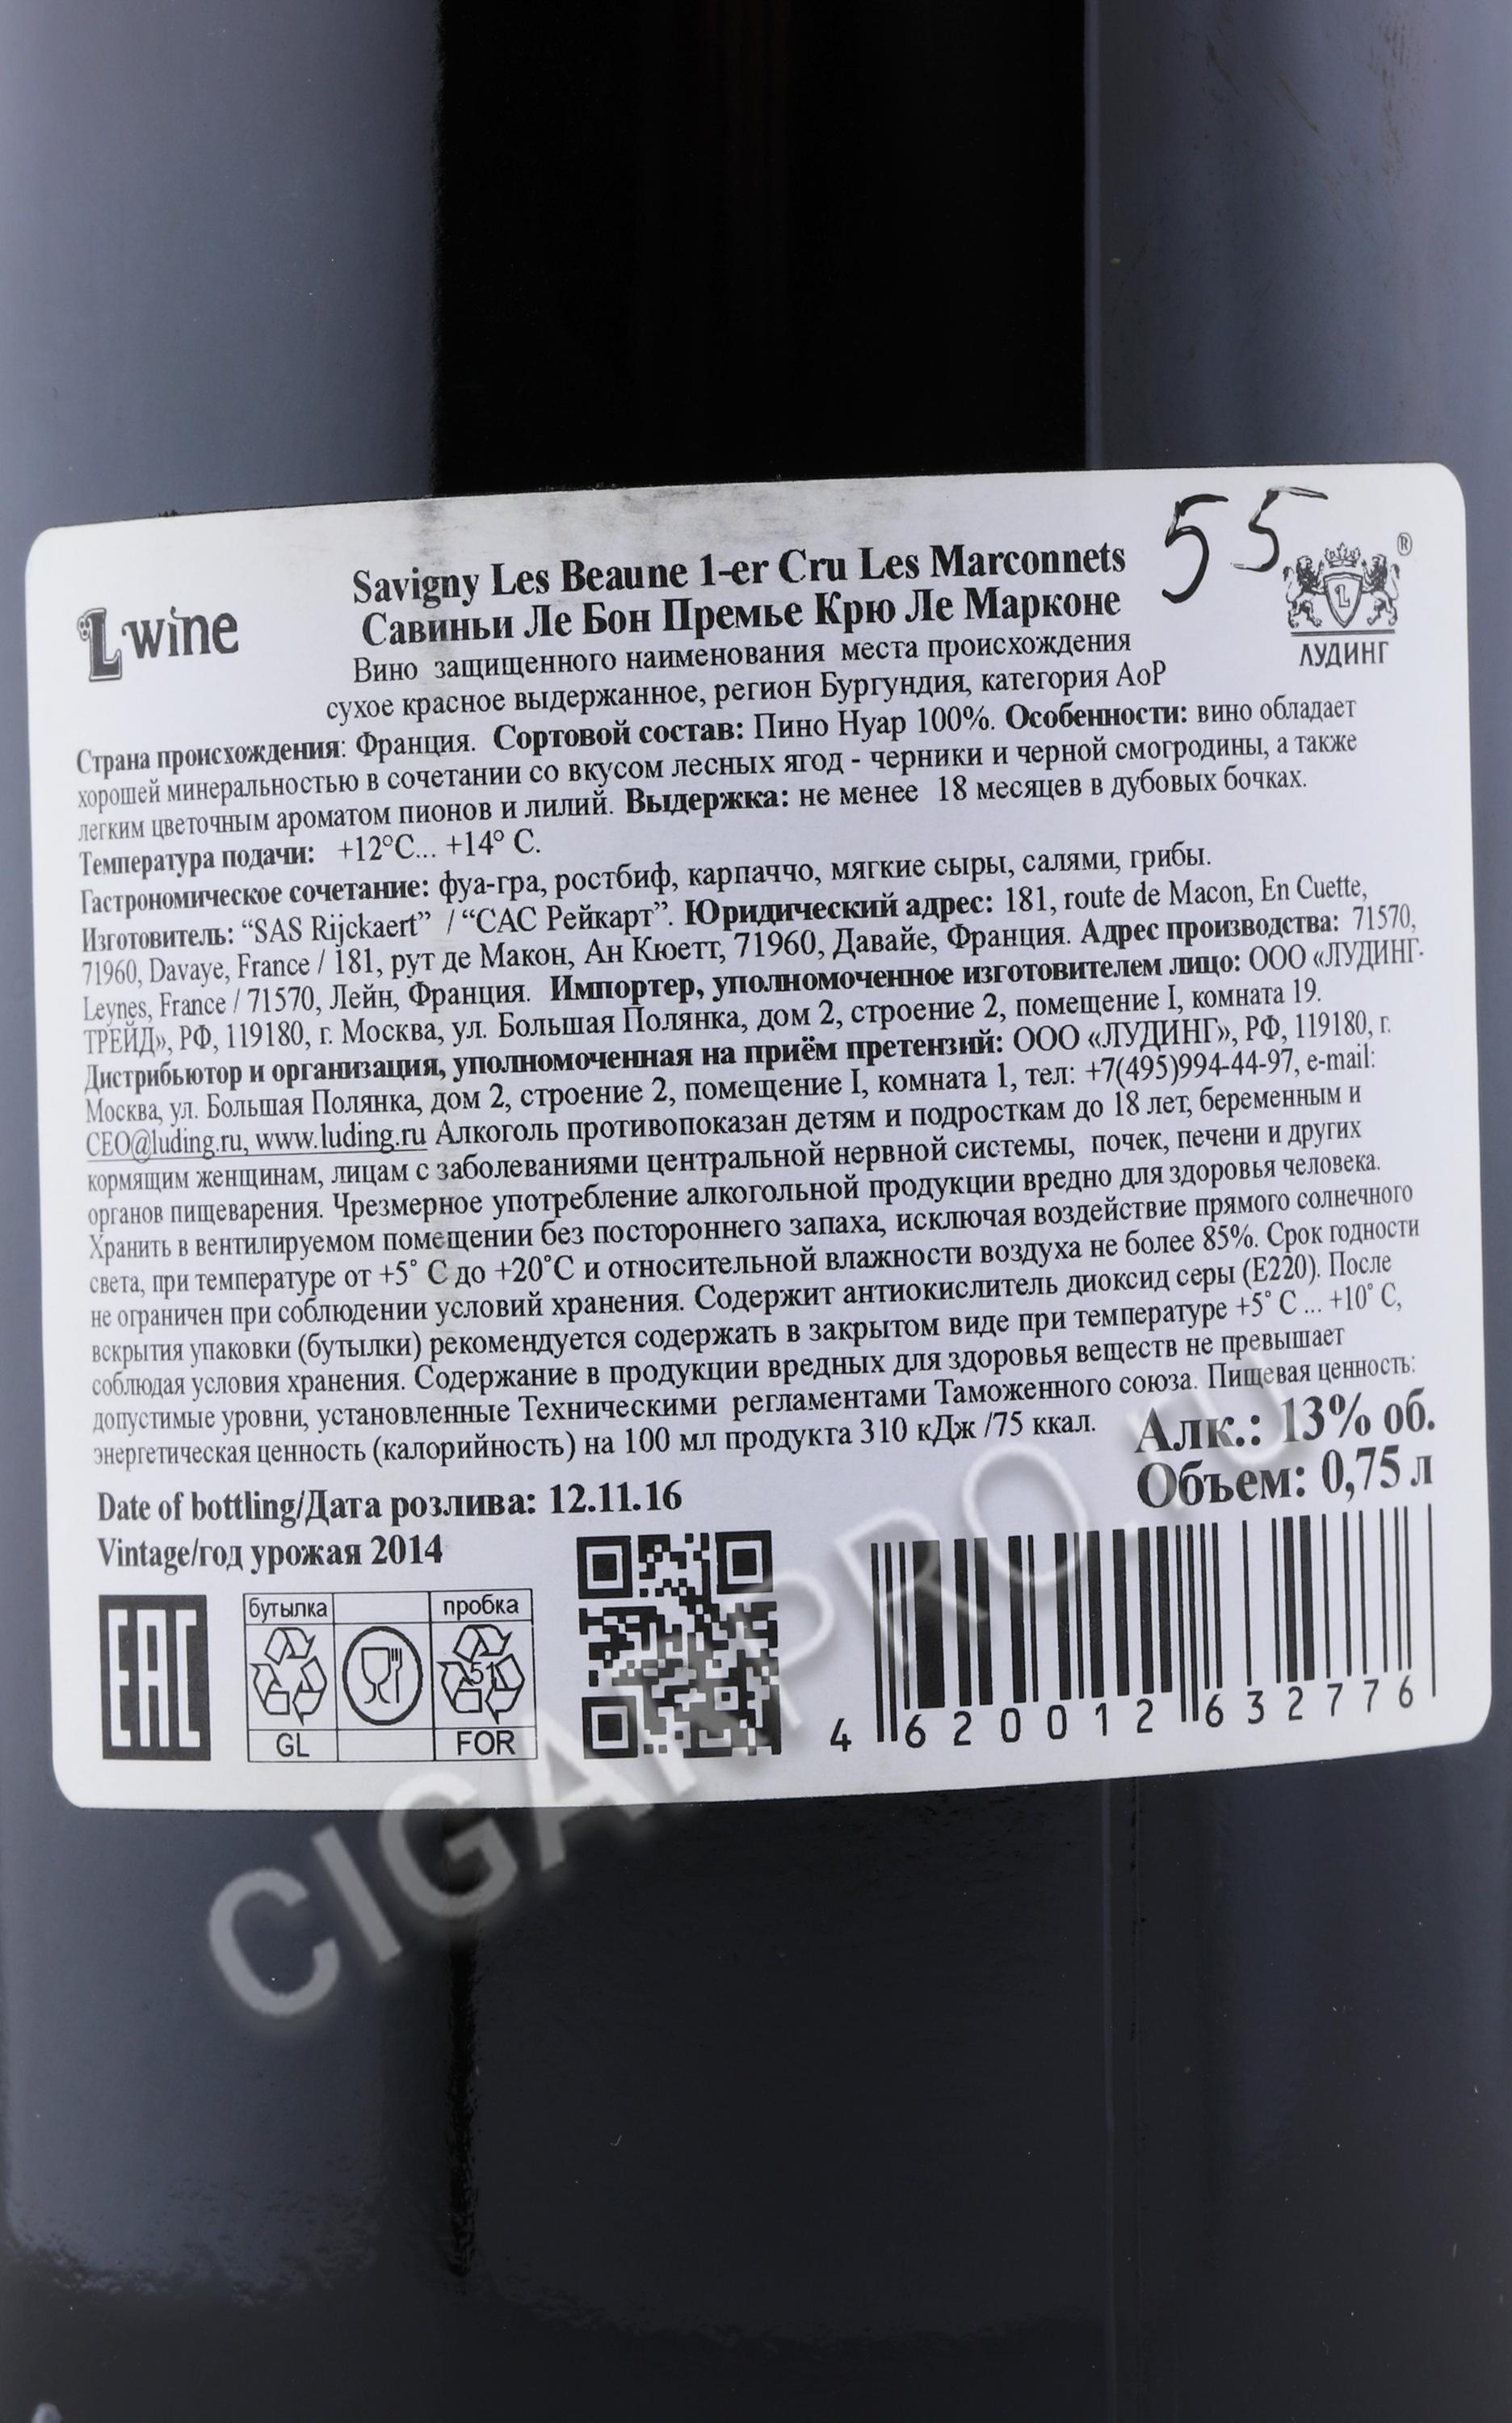 55
Lwine
Savigny Les Beaune 1-er Cru Les Marconnets
Савиньи Ле Бон Премье Крю Ле Марконе
Вино защищенного наименования места происхождения
сухое красное выдержанное, регион Бургундия, категория АоР
®
ЛУДИНГ
Страна происхождения: Франция. Сортовой состав: Пино Нуар 100%. Особенности: вино обладает
хорошей минеральностью в сочетании со вкусом лесных ягод - черники и черной смогродины, а также
легким цветочным ароматом пионов и лилий. Выдержка: не менее 18 месяцев в дубовых бочках.
Температура подачи: +12°С... +14° С.
Гастрономическое сочетание: фуа-гра, ростбиф, карпаччо, мягкие сыры, салями, грибы.
Изготовитель: “SAS Rijckaert” / “САС Рейкарт”. Юридический адрес: 181, route de Macon, En Cuette,
71960, Davaye, France / 181, рут де Макон, Ан Кюетт, 71960, Давайе, Франция. Адрес производства: 71570,
Leynes, France / 71570, Лейн, Франция. Импортер, уполномоченное изготовителем лицо: ООО «ЛУДИНГ-
ТРЕЙД», РФ, 119180, г. Москва, ул. Большая Полянка, дом 2, строение 2, помещение I, комната 19.
Дистрибьютор и организация, уполномоченная на приём претензий: ООО «ЛУДИНГ», РФ, 119180, г.
Москва, ул. Большая Полянка, дом 2, строение 2, помещение I, комната 1, тел: +7(495)994-44-97, e-mail:
CEO@luding.ru, www.luding.ru Алкоголь противопоказан детям и подросткам до 18 лет, беременным и
кормящим женщинам, лицам с заболеваниями центральной нервной системы, почек, печени и других
органов пищеварения. Чрезмерное употребление алкогольной продукции вредно для здоровья человека.
Хранить в вентилируемом помещении без постороннего запаха, исключая воздействие прямого солнечного
света, при температуре от +5° С до +20°С и относительной влажности воздуха не более 85%. Срок годности
не ограничен при соблюдении условий хранения. Содержит антиокислитель диоксид серы (Е220). После
вскрытия упаковки (бутылки) рекомендуется содержать в закрытом виде при температуре +5° С ... +10° С,
соблюдая условия хранения. Содержание в продукции вредных для здоровья веществ не превышает
допустимые уровни, установленные Техническими регламентами Таможенного союза. Пищевая ценность:
энергетическая ценность (калорийность) на 100 мл продукта 310 кДж /75 ккал.
Алк.: 13% об.
Объем: 0,75 л
Date of bottling/Дата розлива: 12.11.16
Vintage/год урожая 2014
EAC
бутылка
пробка
51
GL
FOR
4 620012 632776
CIGARPRO.ru